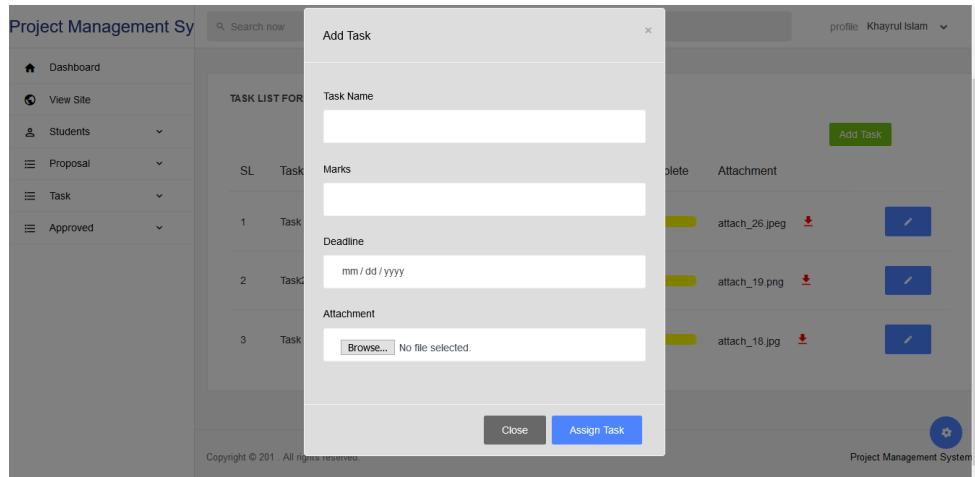 Project Management Sy
Search now
profile Khayrul Islam
Dashboard
View Site
Students
Proposal
Task
Approved
TASK LIST FOR
Add Task
SL Task plete Attachment
1 Task attach_26.jpeg
2 Task2 attach_19.png
3 Task attach_18.jpg
Add Task ×
Task Name
Marks
Deadline
mm / dd / yyyy
Attachment
Browse... No file selected.
Close Assign Task
Copyright © 201 . All rights reserved. Project Management System